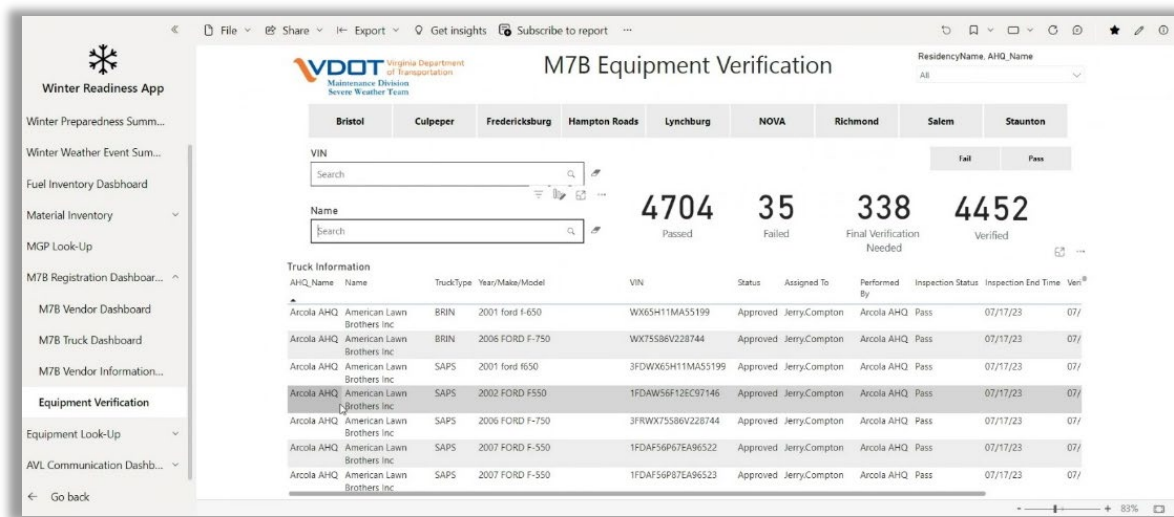 File Share Export Get insights Subscribe to report ...
Winter Readiness App
Winter Preparedness Summ...
Winter Weather Event Sum...
Fuel Inventory Dasbhoard
Material Inventory
MGP Look-Up
M7B Registration Dashboar...
M7B Vendor Dashboard
M7B Truck Dashboard
M7B Vendor Information...
Equipment Verification
Equipment Look-Up
AVL Communication Dashb...
Go back
VDOT Virginia Department
of Transportation
Maintenance Division
Severe Weather Team
M7B Equipment Verification
ResidencyName, AHQ_Name
All
Bristol Culpeper Fredericksburg Hampton Roads Lynchburg NOVA Richmond Salem Staunton
VIN
Search
Fail Pass
Name
Search
4704 35 338 4452
Passed Failed Final Verification Verified
Needed
Truck Information
AHQ_Name Name TruckType Year/Make/Model VIN Status Assigned To Performed Inspection Status Inspection End Time Veri
By
Arcola AHQ American Lawn BRIN 2001 ford f-650 WX65H11MA55199 Approved Jerry.Compton Arcola AHQ Pass 07/17/23 07/
Brothers Inc
Arcola AHQ American Lawn BRIN 2006 FORD F-750 WX75S86V228744 Approved Jerry.Compton Arcola AHQ Pass 07/17/23 07/
Brothers Inc
Arcola AHQ American Lawn SAPS 2001 ford f650 3FDWX65H11MA55199 Approved Jerry.Compton Arcola AHQ Pass 07/17/23 07/
Brothers Inc
Arcola AHQ American Lawn SAPS 2002 FORD F550 1FDAW56F12EC97146 Approved Jerry.Compton Arcola AHQ Pass 07/17/23 07/
Brothers Inc
Arcola AHQ American Lawn SAPS 2006 FORD F-750 3FRWX75S86V228744 Approved Jerry.Compton Arcola AHQ Pass 07/17/23 07/
Brothers Inc
Arcola AHQ American Lawn SAPS 2007 FORD F-550 1FDAF56P67EA96522 Approved Jerry.Compton Arcola AHQ Pass 07/17/23 07/
Brothers Inc
Arcola AHQ American Lawn SAPS 2007 FORD F-550 1FDAF56P87EA96523 Approved Jerry.Compton Arcola AHQ Pass 07/17/23 07/
Brothers Inc
83%